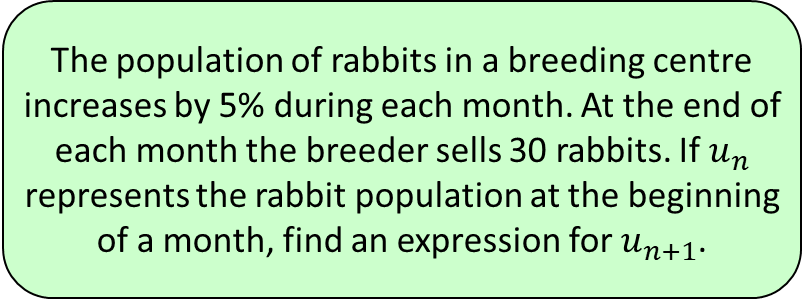 The population of rabbits in a breeding centre
increases by 5% during each month. At the end of
each month the breeder sells 30 rabbits. If $u_n$
represents the rabbit population at the beginning
of a month, find an expression for $u_{n+1}$.